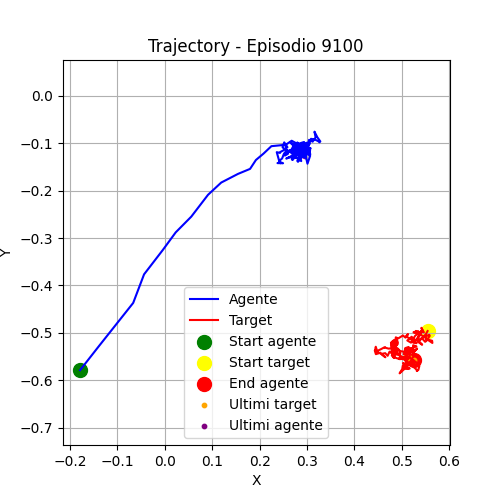 Trajectory - Episodio 9100
0.0
−0.1
−0.2
−0.3
−0.4
−0.5
−0.6
−0.7
Y
Agente
Target
Start agente
Start target
End agente
Ultimi target
Ultimi agente
−0.2
−0.1
0.0
0.1
0.2
0.3
0.4
0.5
0.6
X